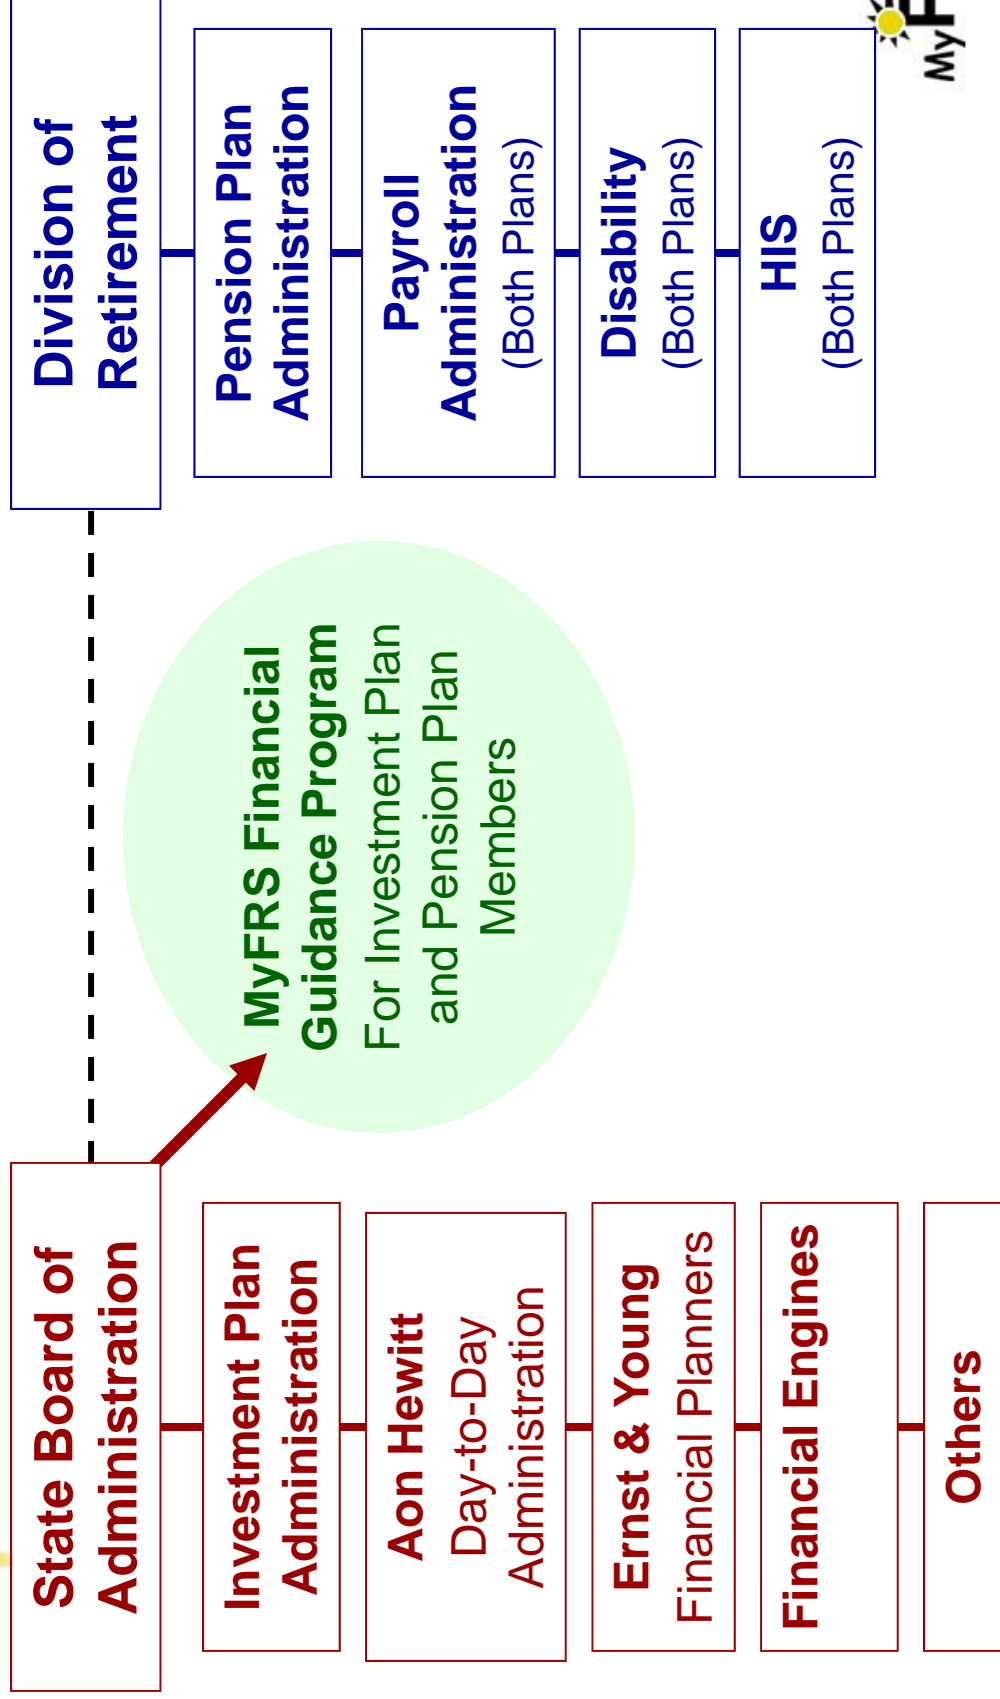 State Board of
Administration
Investment Plan
Administration
Aon Hewitt
Day-to-Day
Administration
Ernst & Young
Financial Planners
Financial Engines
Others
MyFRS Financial
Guidance Program
For Investment Plan
and Pension Plan
Members
Division of
Retirement
Pension Plan
Administration
Payroll
Administration
(Both Plans)
Disability
(Both Plans)
HIS
(Both Plans)
My